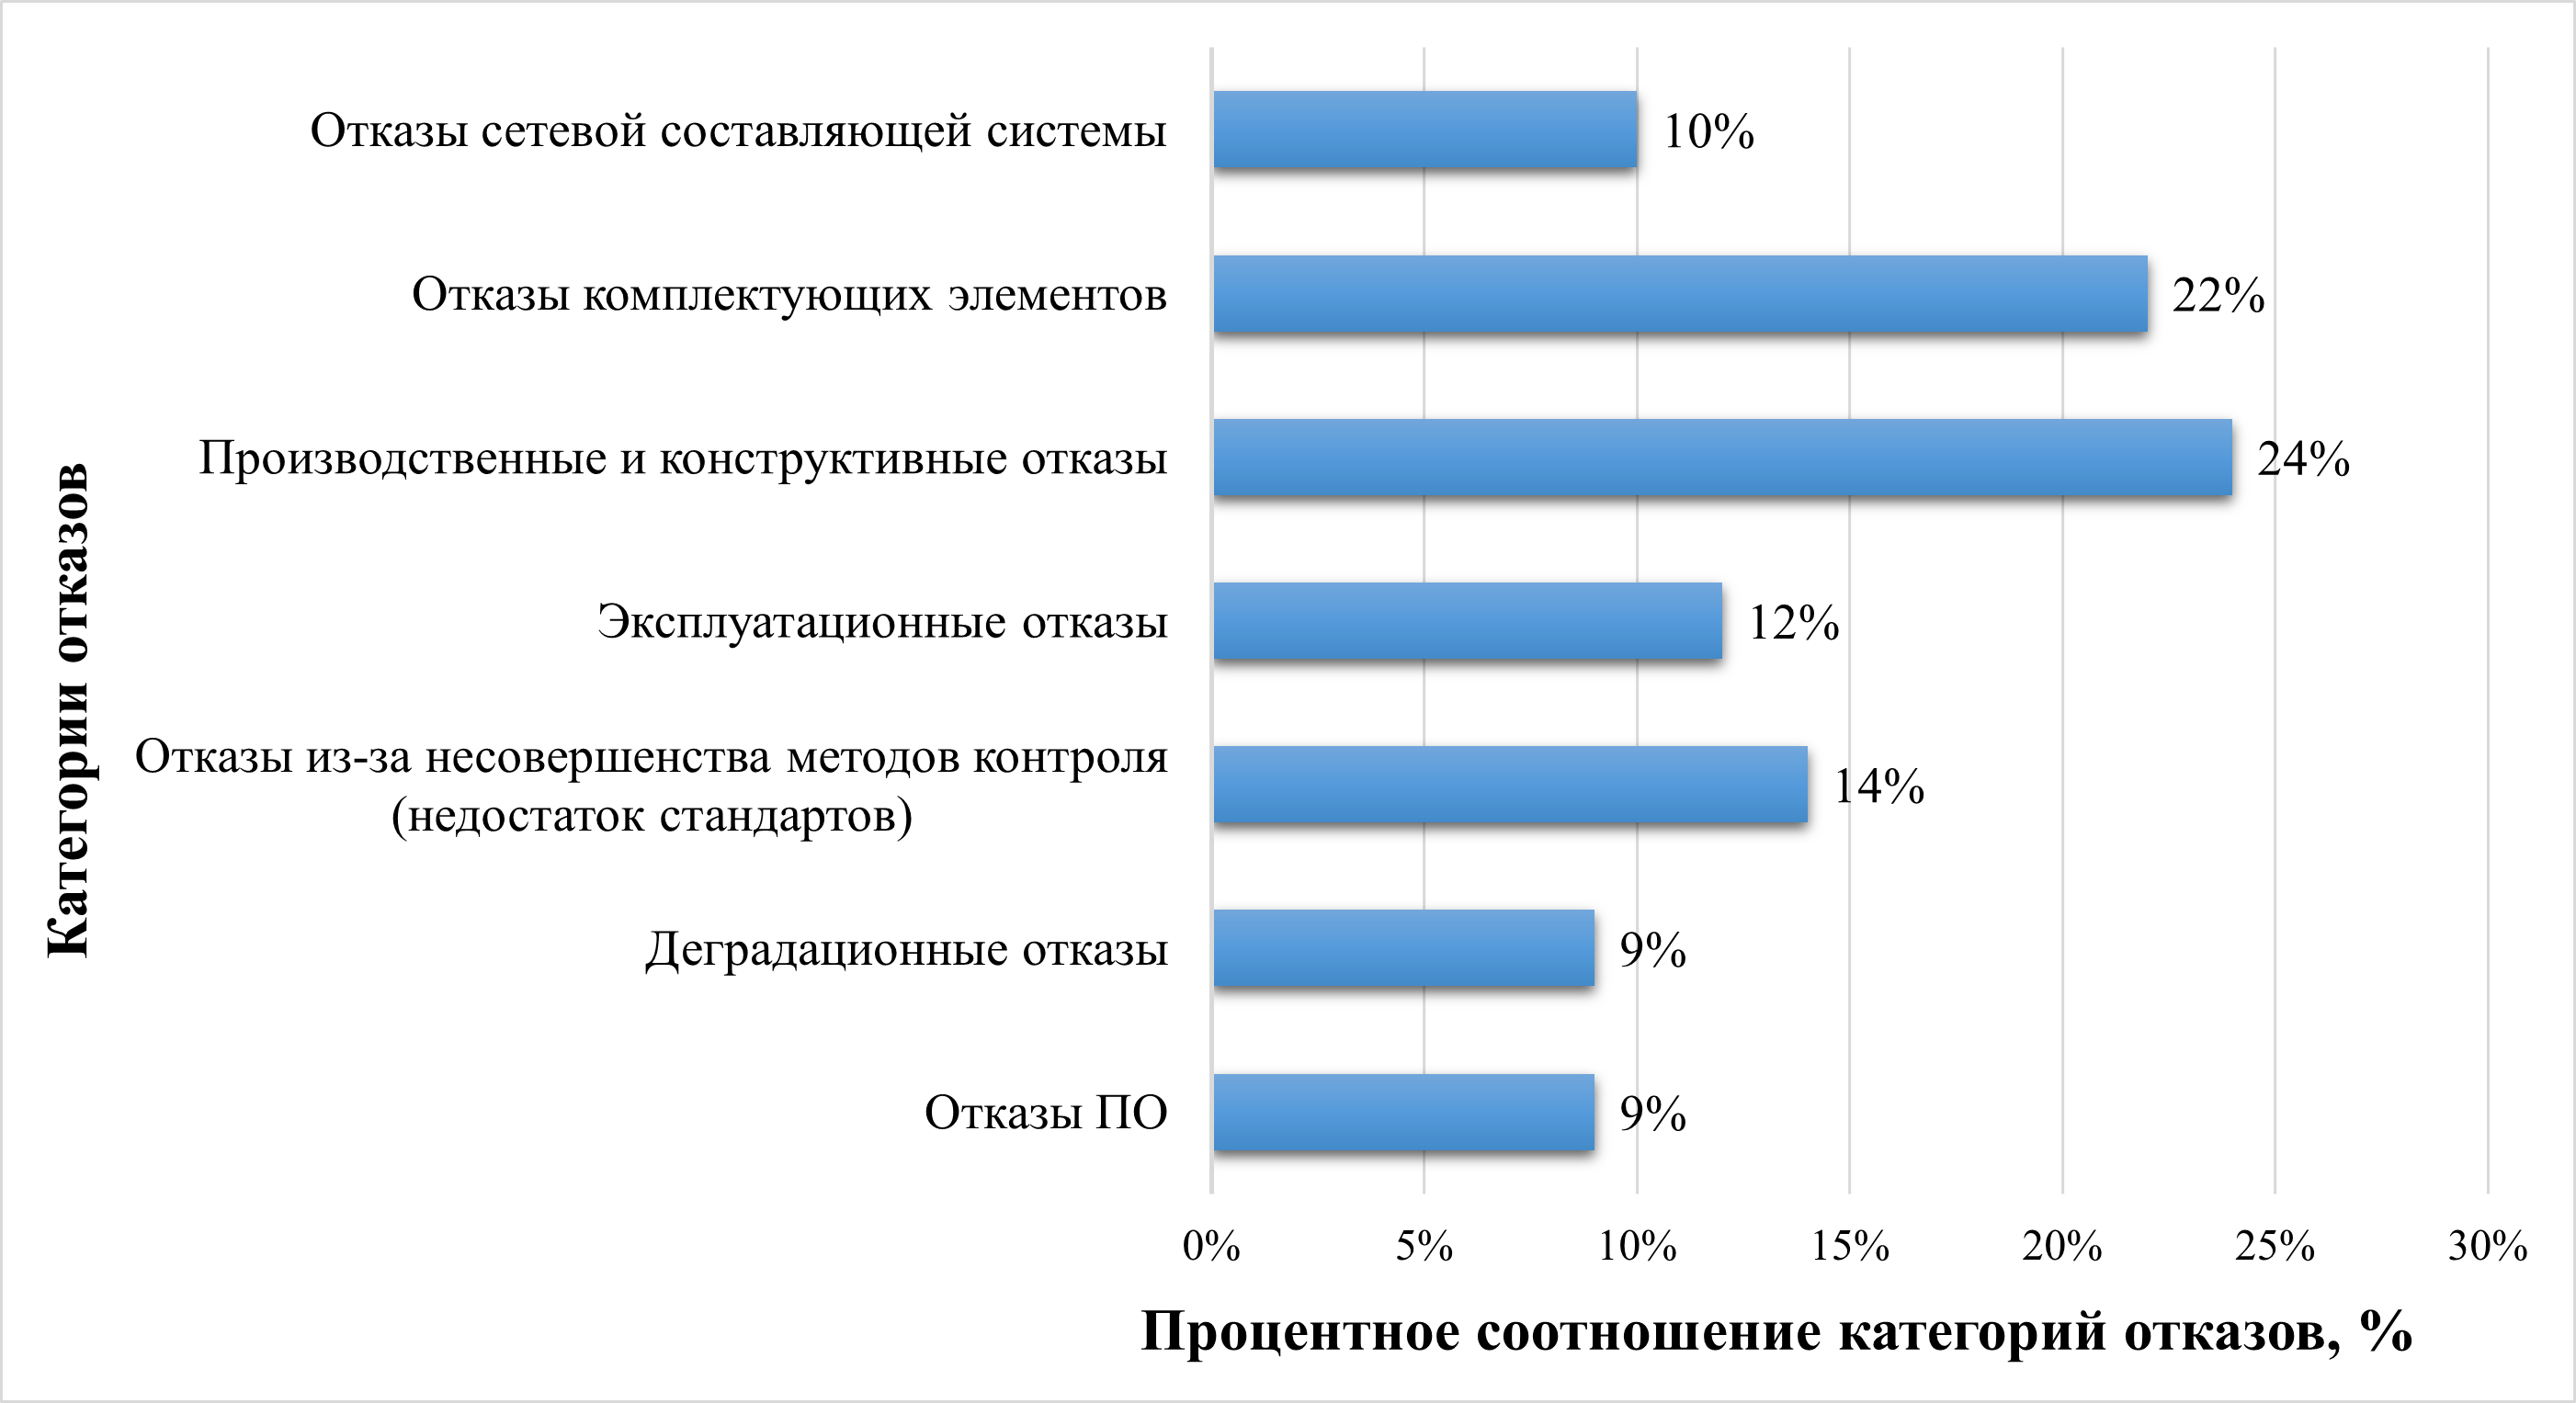 Отказы сетевой составляющей системы
10%
Отказы комплектующих элементов
22%
Производственные и конструктивные отказы
24%
Эксплуатационные отказы
12%
Отказы из-за несовершенства методов контроля
(недостаток стандартов)
14%
Деградационные отказы
9%
Отказы ПО
9%
Категории отказов
0% 5% 10% 15% 20% 25% 30%
Процентное соотношение категорий отказов, %